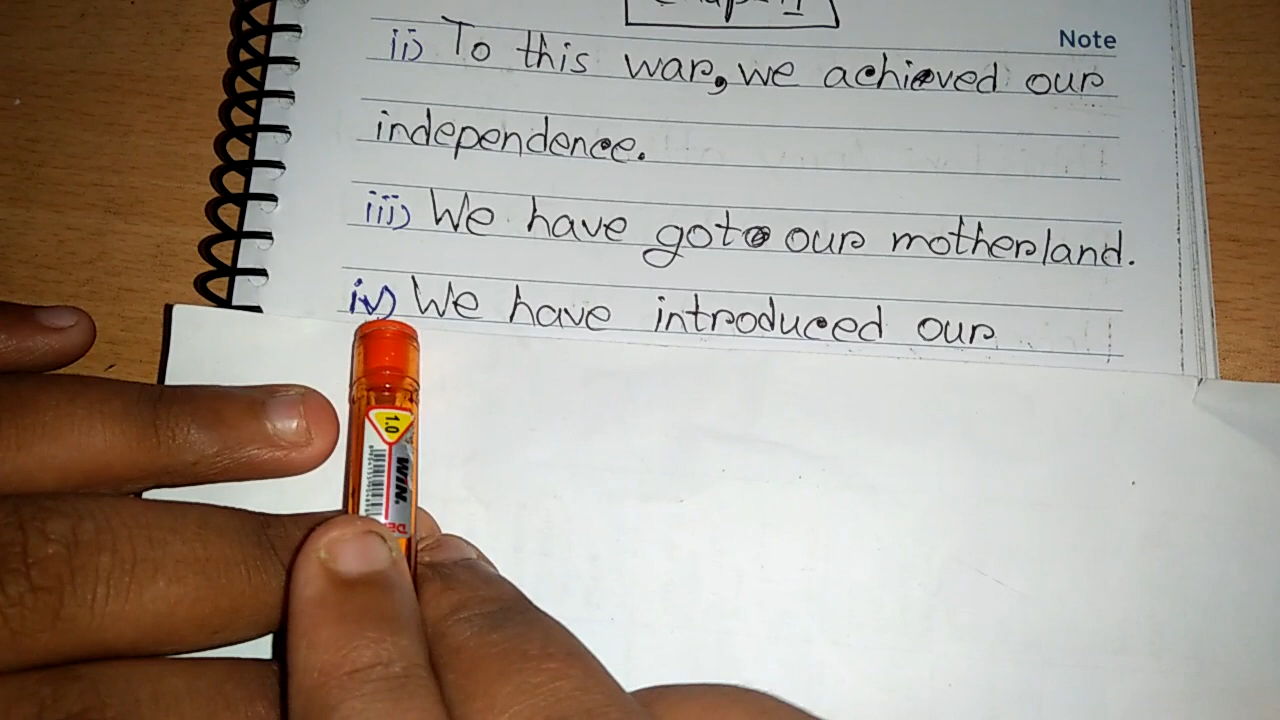 Note
ii) To this war, we achieved our
independence.
iii) We have got our motherland.
iv) We have introduced our
1.0
WIN.